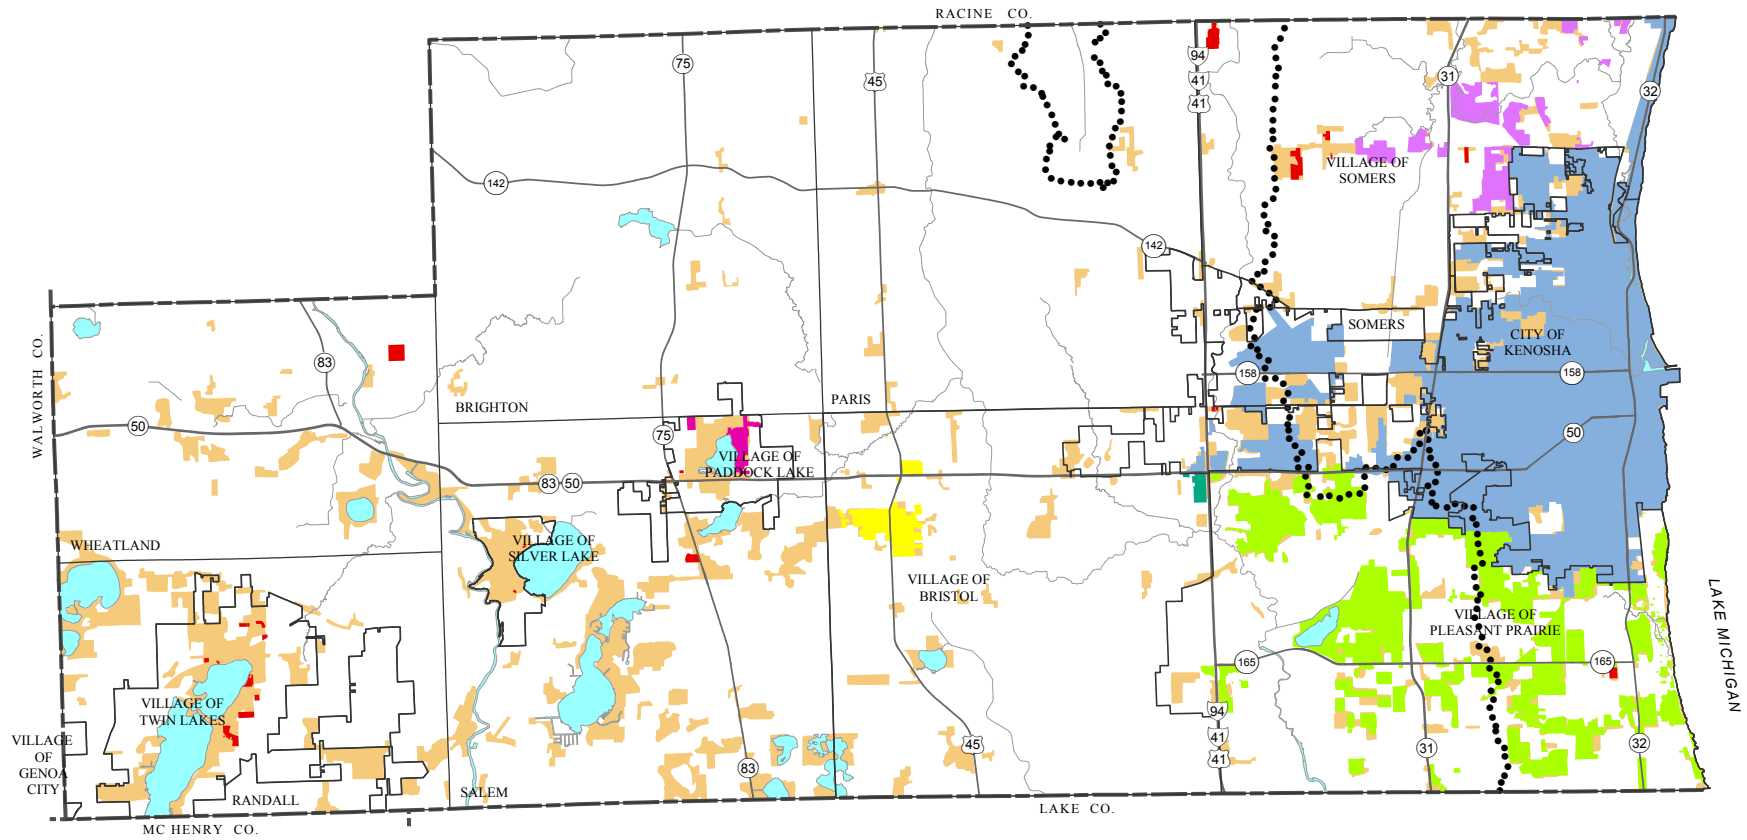 RACINE CO.
75
45
94
41
41
31
32
142
VILLAGE OF
SOMERS
142
WALWORTH CO.
83
SOMERS
CITY OF
KENOSHA
158
158
BRIGHTON
PARIS
50
75
50
VILLAGE OF
PADDOCK LAKE
83
50
WHEATLAND
VILLAGE OF
SILVER LAKE
VILLAGE OF
BRISTOL
VILLAGE OF
PLEASANT PRAIRIE
LAKE MICHIGAN
165
165
VILLAGE OF
TWIN LAKES
94
41
41
45
31
32
VILLAGE
OF
GENOA
CITY
83
RANDALL
SALEM
LAKE CO.
MC HENRY CO.